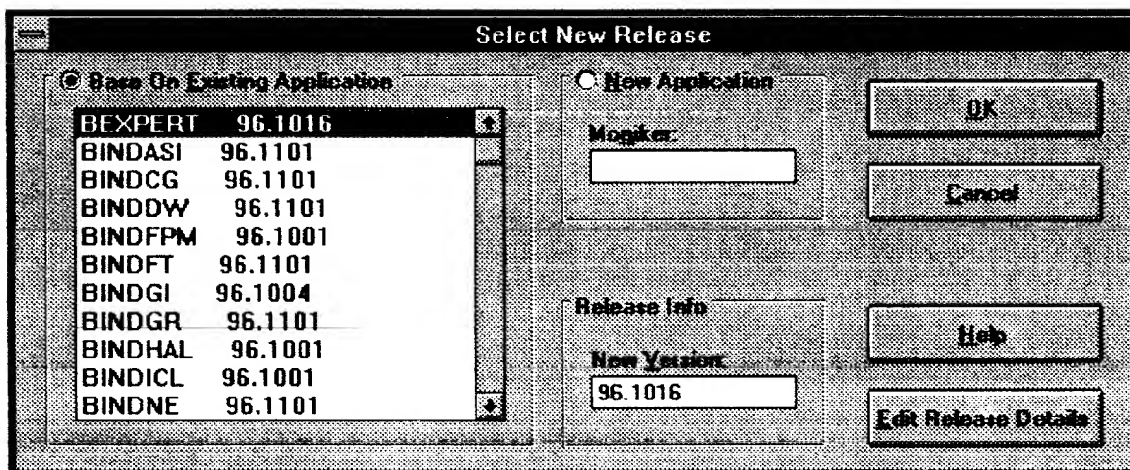 Select New Release
Base On Existing Application
BEXPERT 96.1016
BINDASI 96.1101
BINDCG 96.1101
BINDDW 96.1101
BINDFPM 96.1001
BINDFT 96.1101
BINDGI 96.1004
BINDGR 96.1101
BINDHAL 96.1001
BINDICL 96.1001
BINDNE 96.1101
New Application
Moniker:
Release Info
New Version:
96.1016
OK
Cancel
Help
Edit Release Details